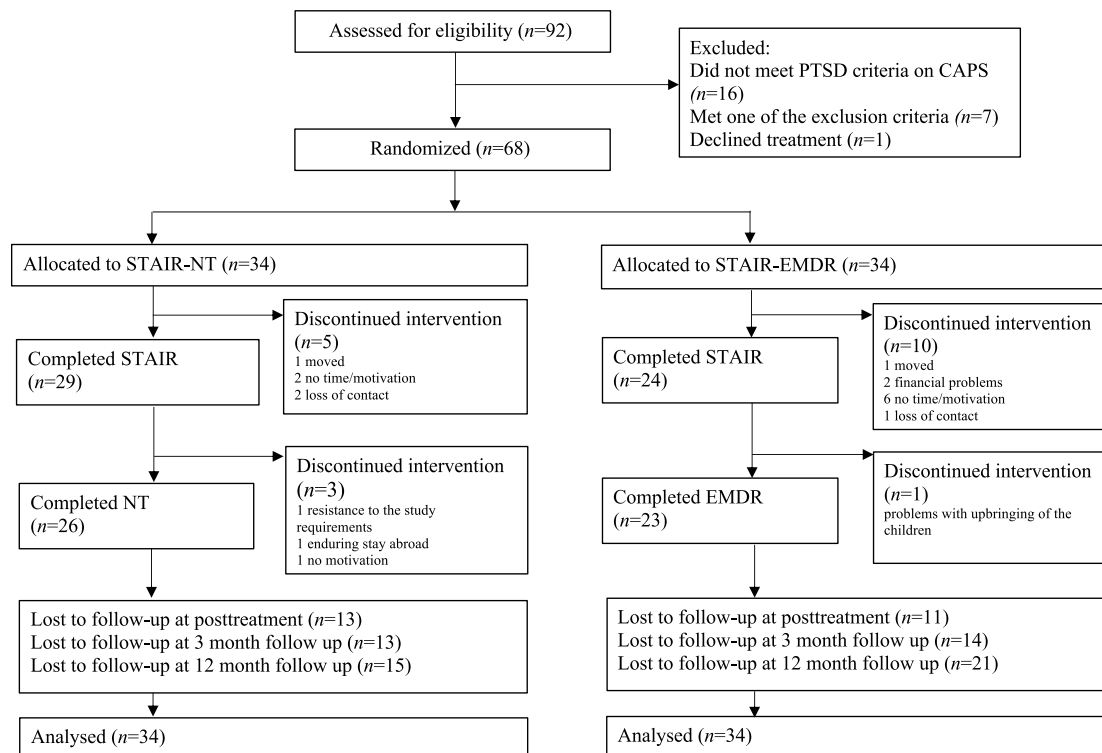 Assessed for eligibility (n=92)
Excluded:
Did not meet PTSD criteria on CAPS
(n=16)
Met one of the exclusion criteria (n=7)
Declined treatment (n=1)
Randomized (n=68)
Allocated to STAIR-NT (n=34)
Discontinued intervention
(n=5)
1 moved
2 no time/motivation
2 loss of contact
Completed STAIR
(n=29)
Discontinued intervention
(n=3)
1 resistance to the study
requirements
1 enduring stay abroad
1 no motivation
Completed NT
(n=26)
Lost to follow-up at posttreatment (n=13)
Lost to follow-up at 3 month follow up (n=13)
Lost to follow-up at 12 month follow up (n=15)
Analysed (n=34)
Allocated to STAIR-EMDR (n=34)
Discontinued intervention
(n=10)
1 moved
2 financial problems
6 no time/motivation
1 loss of contact
Completed STAIR
(n=24)
Discontinued intervention
(n=1)
problems with upbringing of the
children
Completed EMDR
(n=23)
Lost to follow-up at posttreatment (n=11)
Lost to follow-up at 3 month follow up (n=14)
Lost to follow-up at 12 month follow up (n=21)
Analysed (n=34)